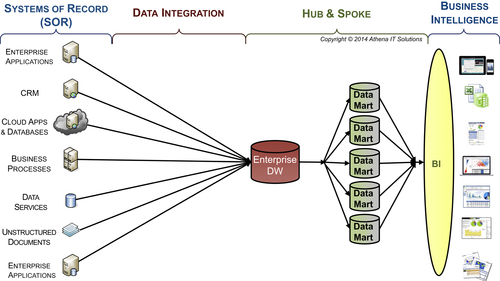 SYSTEMS OF RECORD
(SOR)
DATA INTEGRATION
HUB & SPOKE
BUSINESS
INTELLIGENCE
Copyright © 2014 Athena IT Solutions
ENTERPRISE
APPLICATIONS
CRM
CLOUD APPS
& DATABASES
BUSINESS
PROCESSES
DATA
SERVICES
UNSTRUCTURED
DOCUMENTS
ENTERPRISE
APPLICATIONS
Enterprise
DW
Data
Mart
Data
Mart
Data
Mart
Data
Mart
Data
Mart
BI